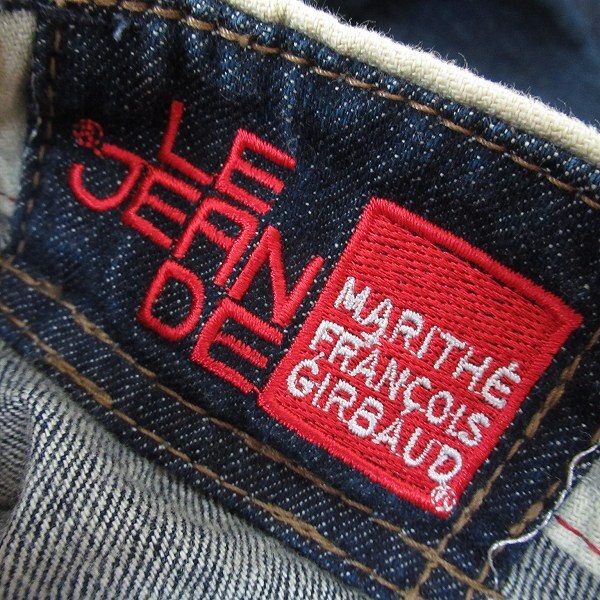 LE
JEAN
DE
MARITHÉ
FRANÇOIS
GIRBAUD